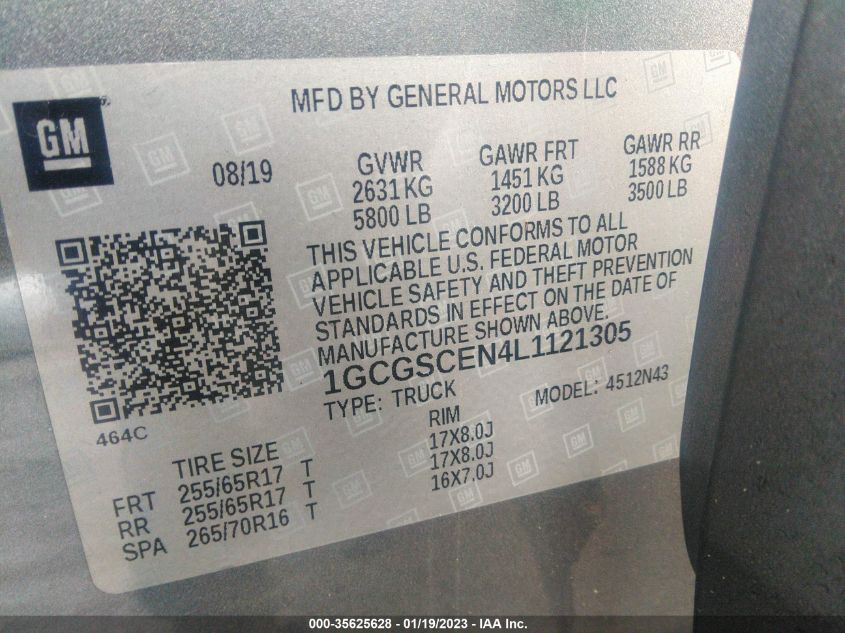 GM
MFD BY GENERAL MOTORS LLC
08/19
GVWR
2631 KG
5800 LB
GAWR FRT
1451 KG
3200 LB
GAWR RR
1588 KG
3500 LB
THIS VEHICLE CONFORMS TO ALL
APPLICABLE U.S. FEDERAL MOTOR
VEHICLE SAFETY AND THEFT PREVENTION
STANDARDS IN EFFECT ON THE DATE OF
MANUFACTURE SHOWN ABOVE.
1GCGSCEN4L1121305
TYPE: TRUCK MODEL: 4512N43
464C
TIRE SIZE RIM
FRT 255/65R17 T 17X8.0J
RR 255/65R17 T 17X8.0J
SPA 265/70R16 T 16X7.0J
000-35625628 - 01/19/2023 - IAA Inc.